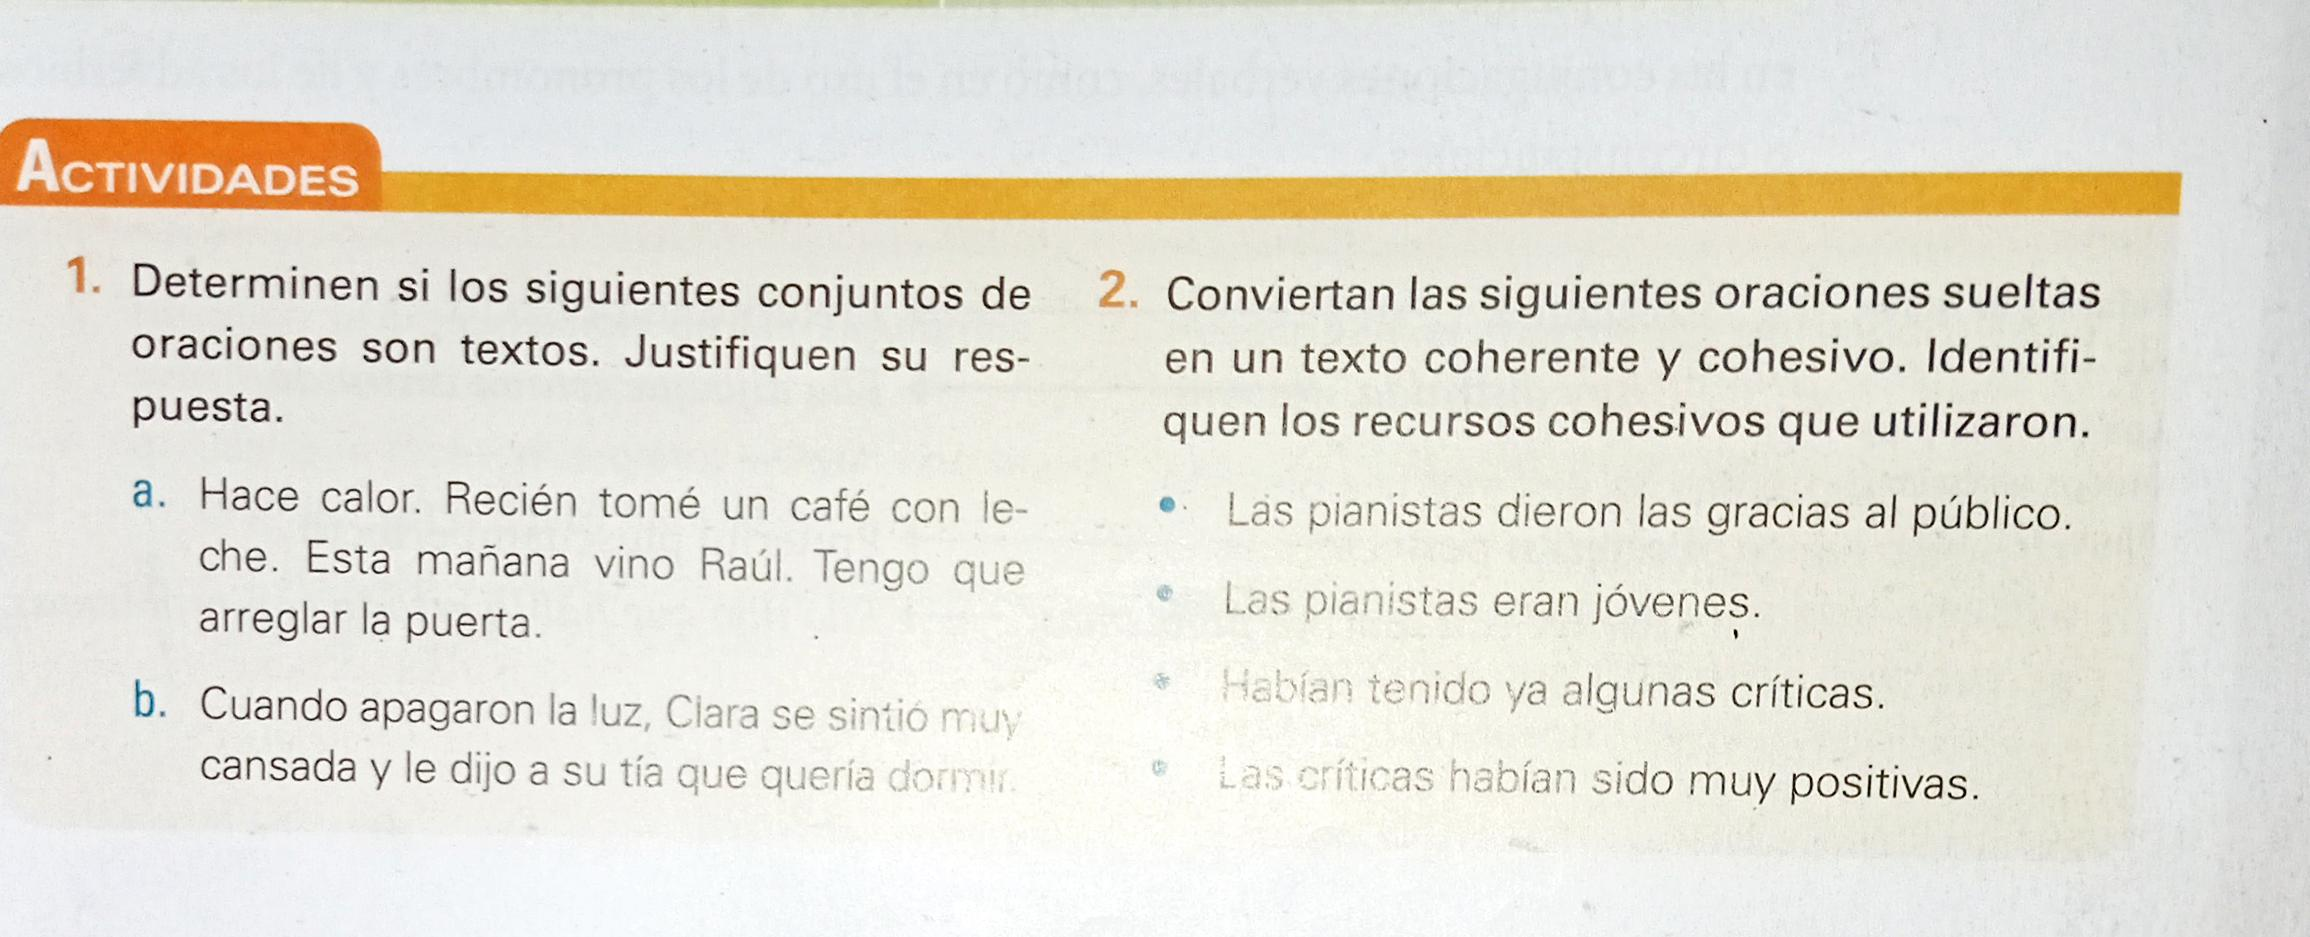 ACTIVIDADES
1. Determinen si los siguientes conjuntos de
oraciones son textos. Justifiquen su res-
puesta.
a. Hace calor. Recién tomé un café con le-
che. Esta mañana vino Raúl. Tengo que
arreglar la puerta.
b. Cuando apagaron la luz, Clara se sintió muy
cansada y le dijo a su tía que quería dormir.
2. Conviertan las siguientes oraciones sueltas
en un texto coherente y cohesivo. Identifi-
quen los recursos cohesivos que utilizaron.
• Las pianistas dieron las gracias al público.
• Las pianistas eran jóvenes.
• Habían tenido ya algunas críticas.
• Las críticas habían sido muy positivas.